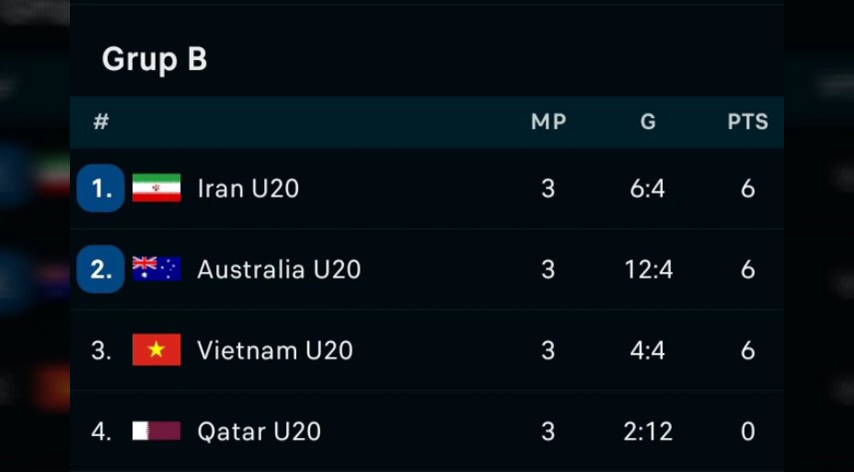 Grup B
# MP G PTS
1. Iran U20 3 6:4 6
2. Australia U20 3 12:4 6
3. Vietnam U20 3 4:4 6
4. Qatar U20 3 2:12 0